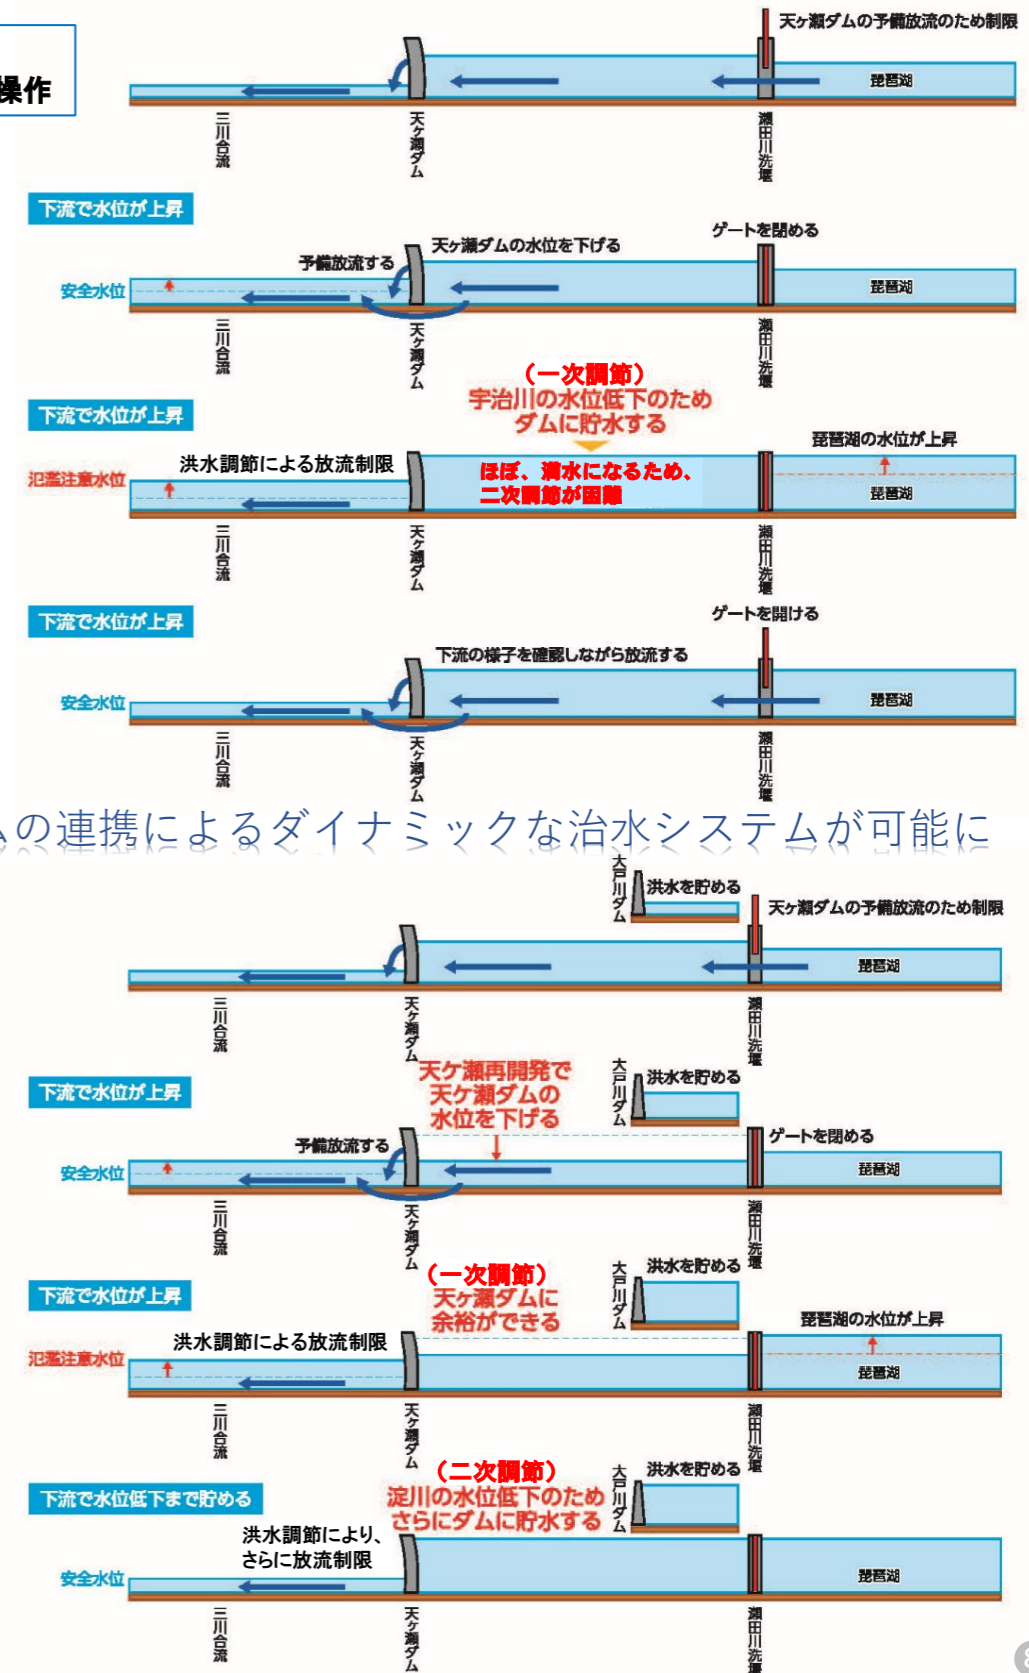 操作
天ヶ瀬ダムの予備放流のため制限
琵琶湖
三川合流
天ヶ瀬ダム
瀬田川洗堰
下流で水位が上昇
ゲートを閉める
天ヶ瀬ダムの水位を下げる
予備放流する
安全水位
琵琶湖
三川合流
天ヶ瀬ダム
瀬田川洗堰
(一次調節)
宇治川の水位低下のため
ダムに貯水する
下流で水位が上昇
琵琶湖の水位が上昇
洪水調節による放流制限
氾濫注意水位
ほぼ、満水になるため、
二次調節が困難
琵琶湖
三川合流
天ヶ瀬ダム
瀬田川洗堰
下流で水位が上昇
ゲートを開ける
下流の様子を確認しながら放流する
安全水位
琵琶湖
三川合流
天ヶ瀬ダム
瀬田川洗堰
ムの連携によるダイナミックな治水システムが可能に
大戸川ダム
洪水を貯める
天ヶ瀬ダムの予備放流のため制限
琵琶湖
三川合流
天ヶ瀬ダム
瀬田川洗堰
天ケ瀬再開発で
天ケ瀬ダムの
水位を下げる
大戸川ダム
洪水を貯める
下流で水位が上昇
予備放流する
ゲートを閉める
安全水位
琵琶湖
三川合流
天ヶ瀬ダム
瀬田川洗堰
(一次調節)
天ヶ瀬ダムに
余裕ができる
大戸川ダム
洪水を貯める
下流で水位が上昇
琵琶湖の水位が上昇
洪水調節による放流制限
氾濫注意水位
琵琶湖
三川合流
天ヶ瀬ダム
瀬田川洗堰
(二次調節)
淀川の水位低下のため
さらにダムに貯水する
大戸川ダム
洪水を貯める
下流で水位低下まで貯める
洪水調節により、
さらに放流制限
安全水位
琵琶湖
三川合流
天ヶ瀬ダム
瀬田川洗堰